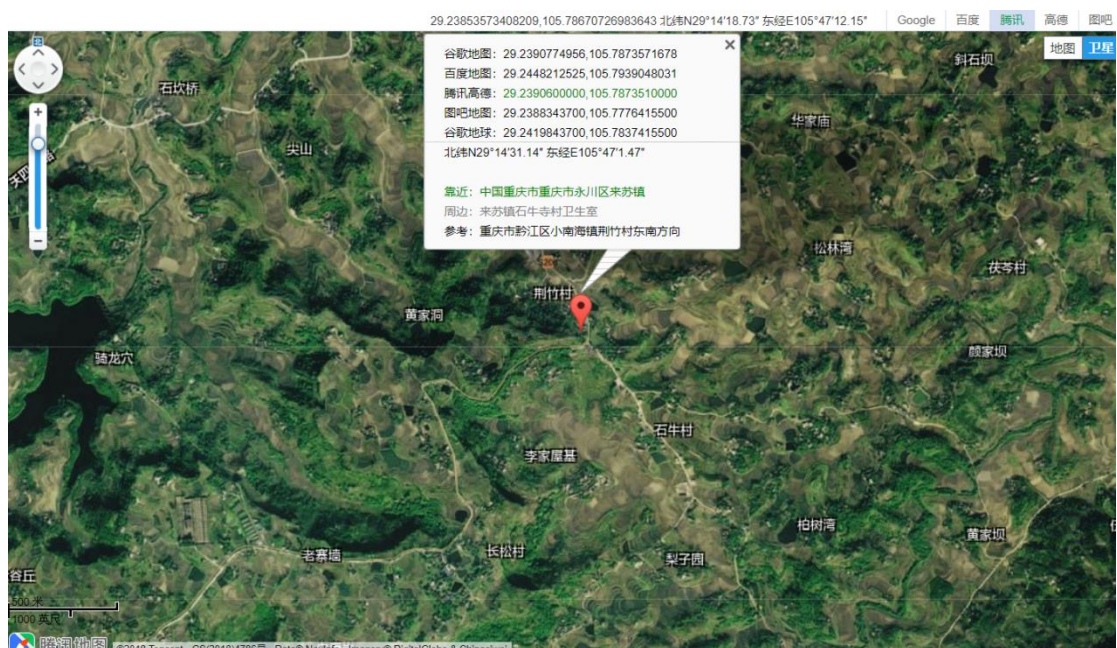 29.23853573408209,105.78670726983643 北纬N29°14'18.73" 东经E105°47'12.15"
Google 百度 腾讯 高德 图吧
地图 卫星
北
谷歌地图：29.2390774956,105.7873571678
百度地图：29.2448212525,105.7939048031
腾讯高德：29.2390600000,105.7873510000
图吧地图：29.2388343700,105.7776415500
谷歌地球：29.2419843700,105.7837415500
北纬N29°14'31.14" 东经E105°47'1.47"
靠近：中国重庆市重庆市永川区来苏镇
周边：来苏镇石牛寺村卫生室
参考：重庆市黔江区小南海镇荆竹村东南方向
斜石坝
石坎桥
华家庙
尖山
松林湾
茯苓村
荆竹村
黄家洞
骑龙穴
颜家坝
石牛村
李家屋基
柏树湾
黄家坝
老寨墙
长松村
梨子园
谷丘
500 米
1000 英尺
腾讯地图